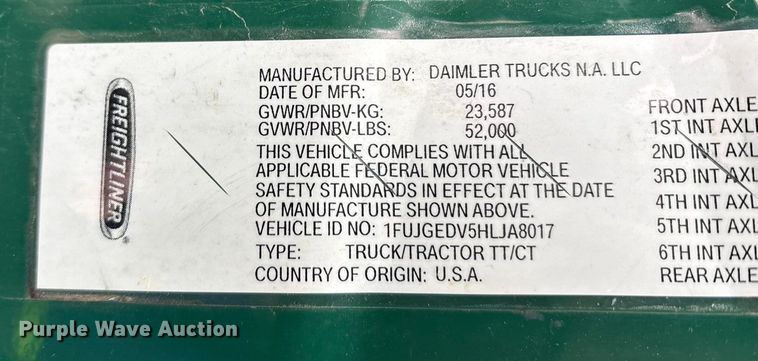 FREIGHTLINER®
MANUFACTURED BY: DAIMLER TRUCKS N.A. LLC
DATE OF MFR: 05/16
GVWR/PNBV-KG: 23,587
GVWR/PNBV-LBS: 52,000
THIS VEHICLE COMPLIES WITH ALL
APPLICABLE FEDERAL MOTOR VEHICLE
SAFETY STANDARDS IN EFFECT AT THE DATE
OF MANUFACTURE SHOWN ABOVE.
VEHICLE ID NO: 1FUJGEDV5HLJA8017
TYPE: TRUCK/TRACTOR TT/CT
COUNTRY OF ORIGIN: U.S.A.
FRONT AXLE
1ST INT AXL
2ND INT AXL
3RD INT AXL
4TH INT AXL
5TH INT AXL
6TH INT AXL
REAR AXLE
Purple Wave Auction